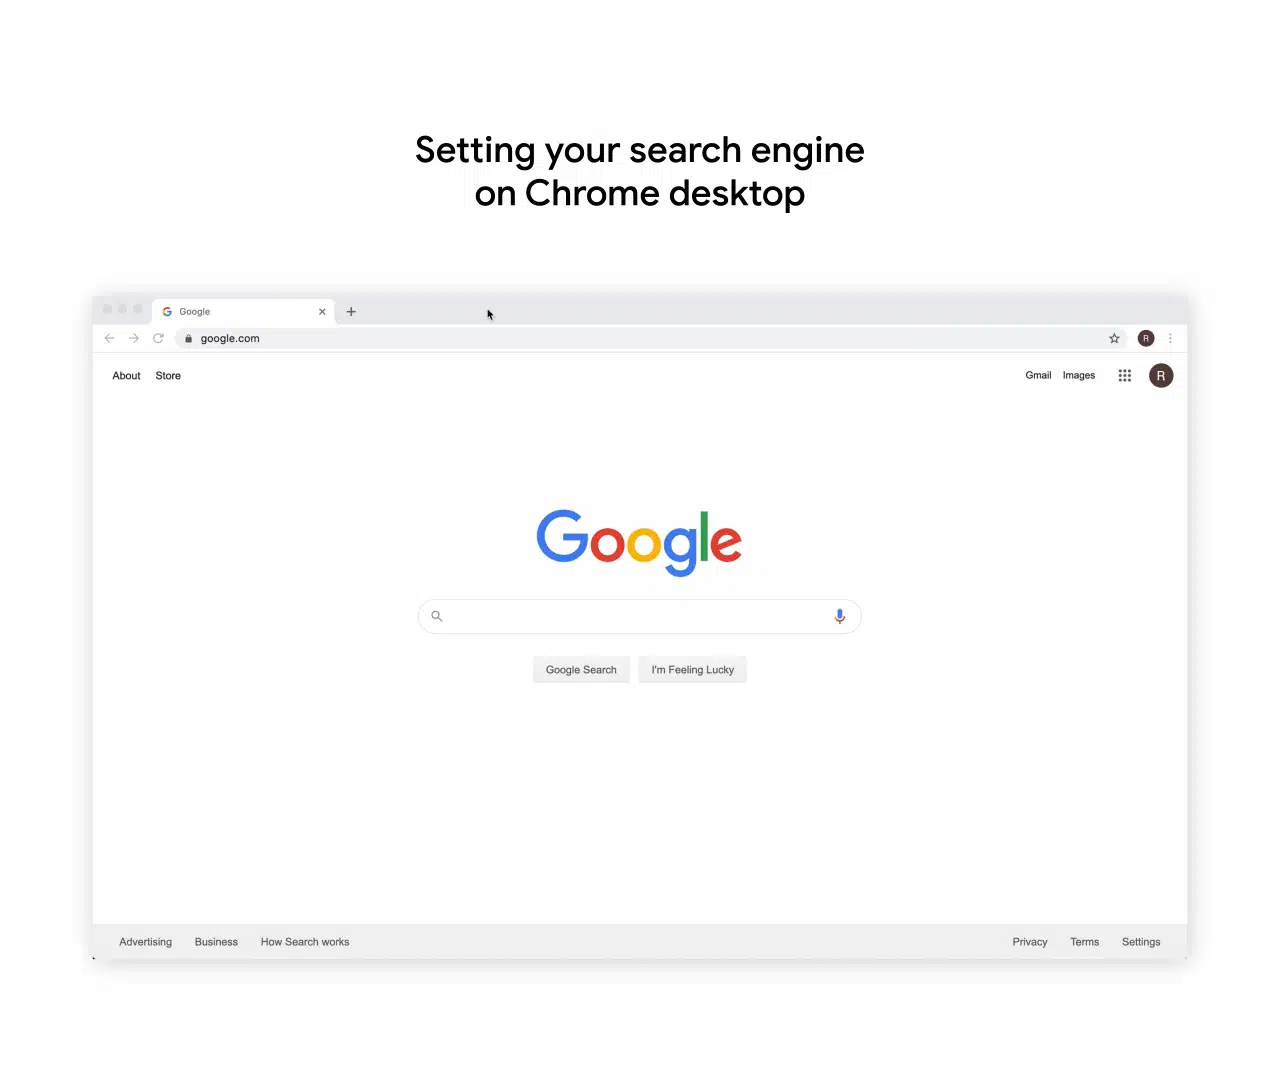 Setting your search engine
on Chrome desktop
Google
google.com
R
About Store
Gmail Images
R
Google
Google Search
I'm Feeling Lucky
Advertising Business How Search works
Privacy Terms Settings